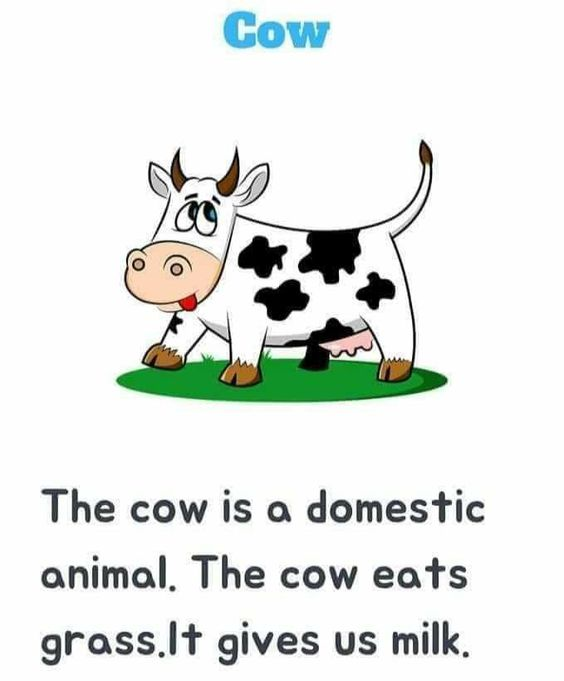 Cow
The cow is a domestic
animal. The cow eats
grass.It gives us milk.